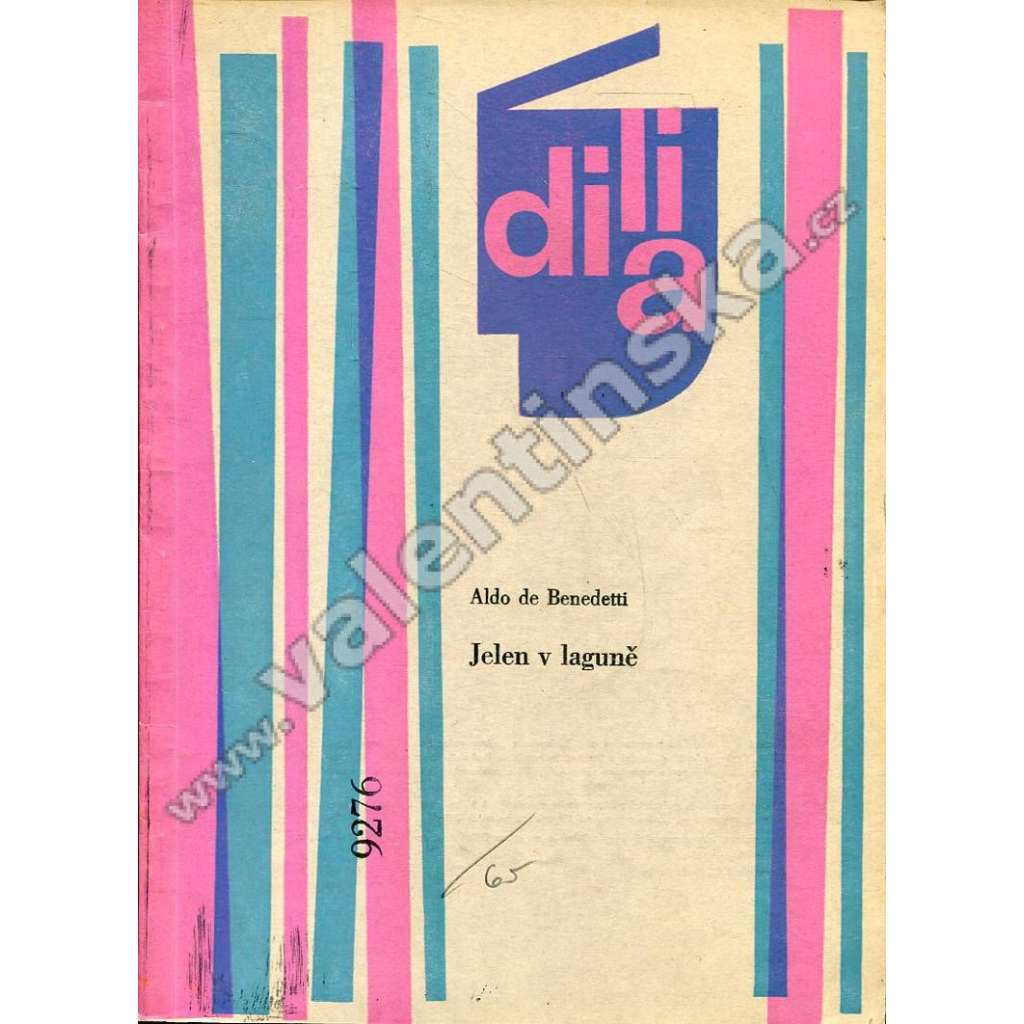 dilia
Aldo de Benedetti
Jelen v laguně
9276
/65
www.valentinska.cz